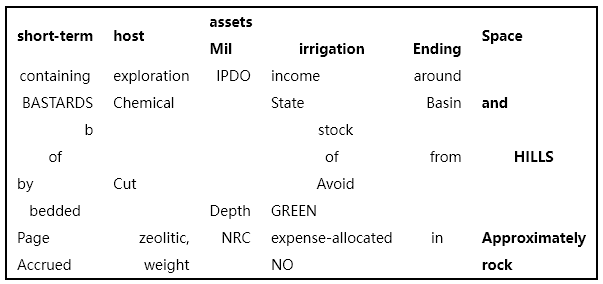 short-term host assets Mil irrigation Ending Space
containing exploration IPDO income around
BASTARDS Chemical State Basin and
b stock
of of from HILLS
by Cut Avoid
bedded Depth GREEN
Page zeolitic, NRC expense-allocated in Approximately
Accrued weight NO rock